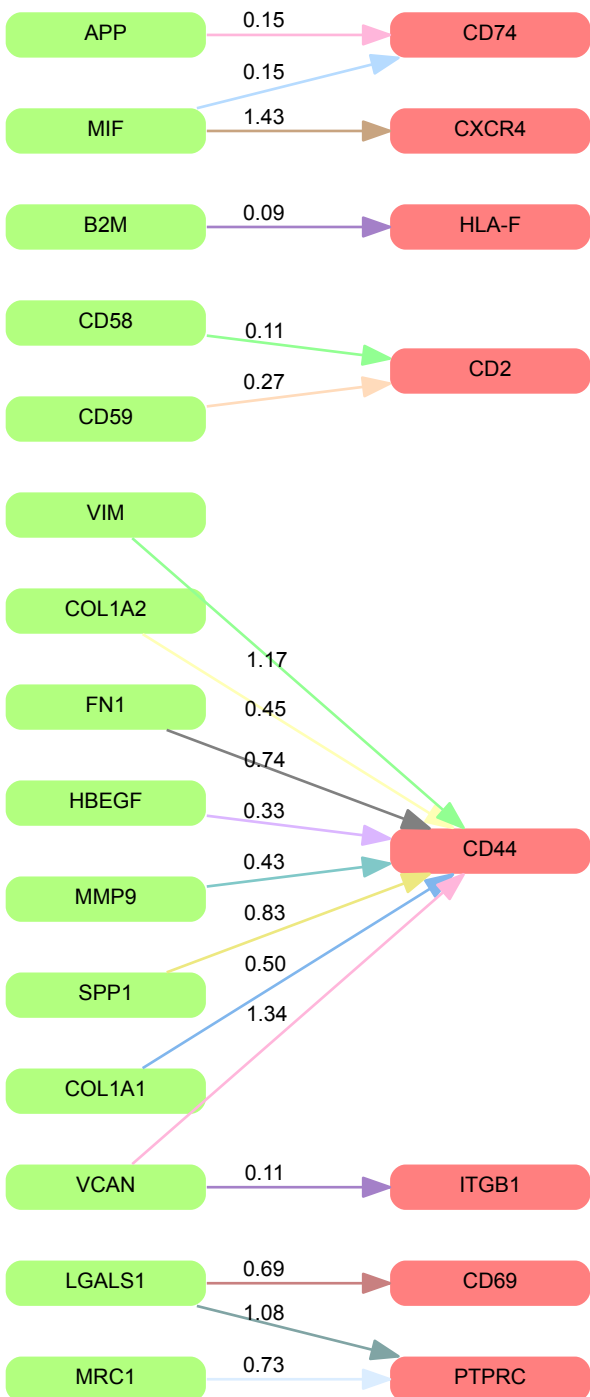 APP 0.15 CD74
0.15
MIF 1.43 CXCR4
B2M 0.09 HLA-F
CD58 0.11
CD2
CD59 0.27
VIM
COL1A2
1.17
FN1 0.45
0.74
HBEGF 0.33
CD44
MMP9 0.43
0.83
SPP1 0.50
1.34
COL1A1
VCAN 0.11 ITGB1
LGALS1 0.69 CD69
1.08
MRC1 0.73 PTPRC